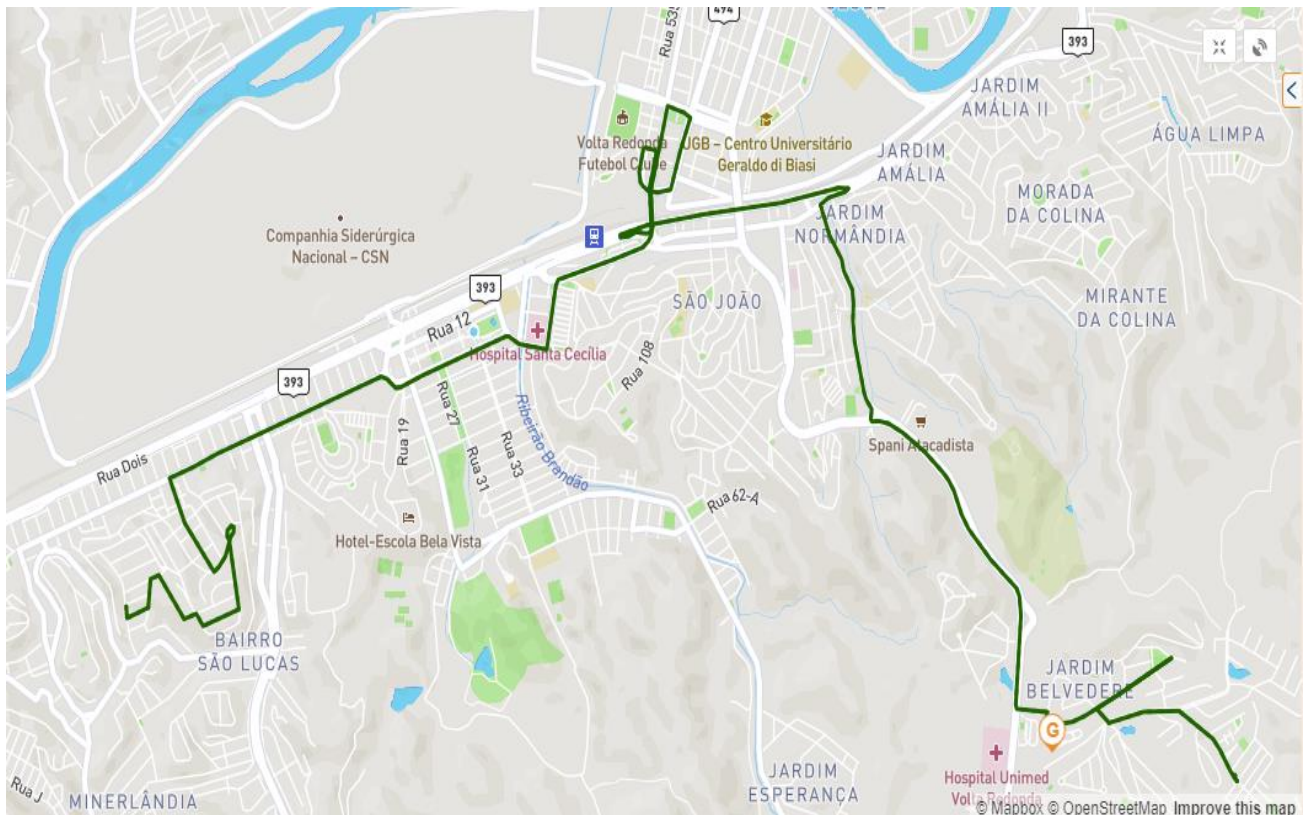 494
Rua 535
393
JARDIM
AMÁLIA II
ÁGUA LIMPA
Volta Redonda
Futebol Clube
UGB – Centro Universitário
Geraldo di Biasi
JARDIM
AMÁLIA
MORADA
DA COLINA
Companhia Siderúrgica
Nacional – CSN
JARDIM
NORMÂNDIA
393
SÃO JOÃO
MIRANTE
DA COLINA
Rua 12
Hospital Santa Cecília
Rua 108
393
Rua 19
Rua 27
Rua 31
Rua 33
Ribeirão Brandão
Spani Atacadista
Rua Dois
Rua 62-A
Hotel-Escola Bela Vista
BAIRRO
SÃO LUCAS
JARDIM
BELVEDERE
G
Hospital Unimed
Volta Redonda
JARDIM
ESPERANÇA
Rua J
MINERLÂNDIA
© Mapbox © OpenStreetMap Improve this map